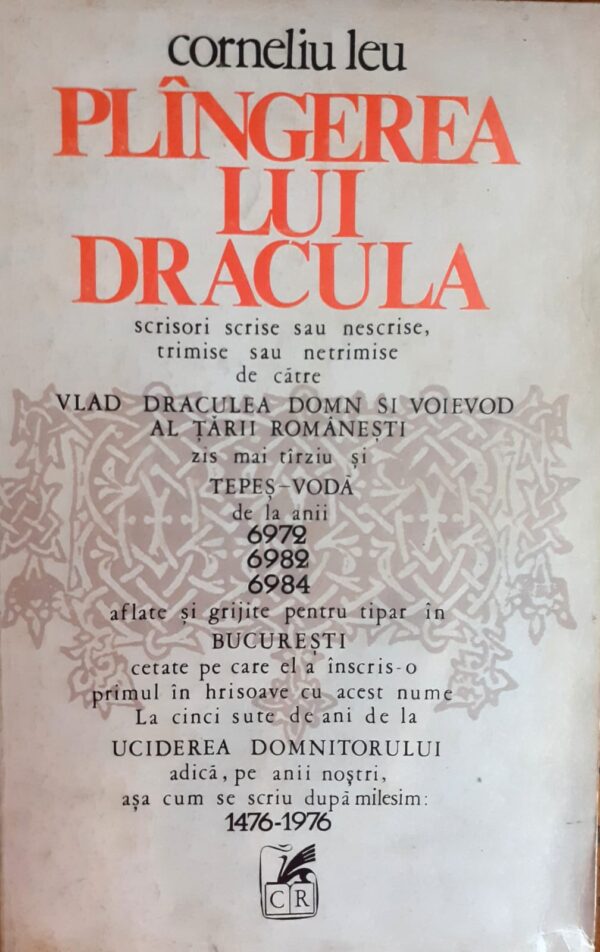 corneliu leu
PLÎNGEREA
LUI
DRACULA
scrisori scrise sau nescrise,
trimise sau netrimise
de către
VLAD DRACULEA DOMN SI VOIEVOD
AL ȚĂRII ROMÂNEȘTI
zis mai tîrziu și
TEPEȘ-VODĂ
de la anii
6972
6982
6984
aflate și grijite pentru tipar în
BUCUREȘTI
cetate pe care el a înscris-o
primul în hrisoave cu acest nume
La cinci sute de ani de la
UCIDEREA DOMNITORULUI
adică, pe anii noștri,
așa cum se scriu după milesim:
1476-1976
C R